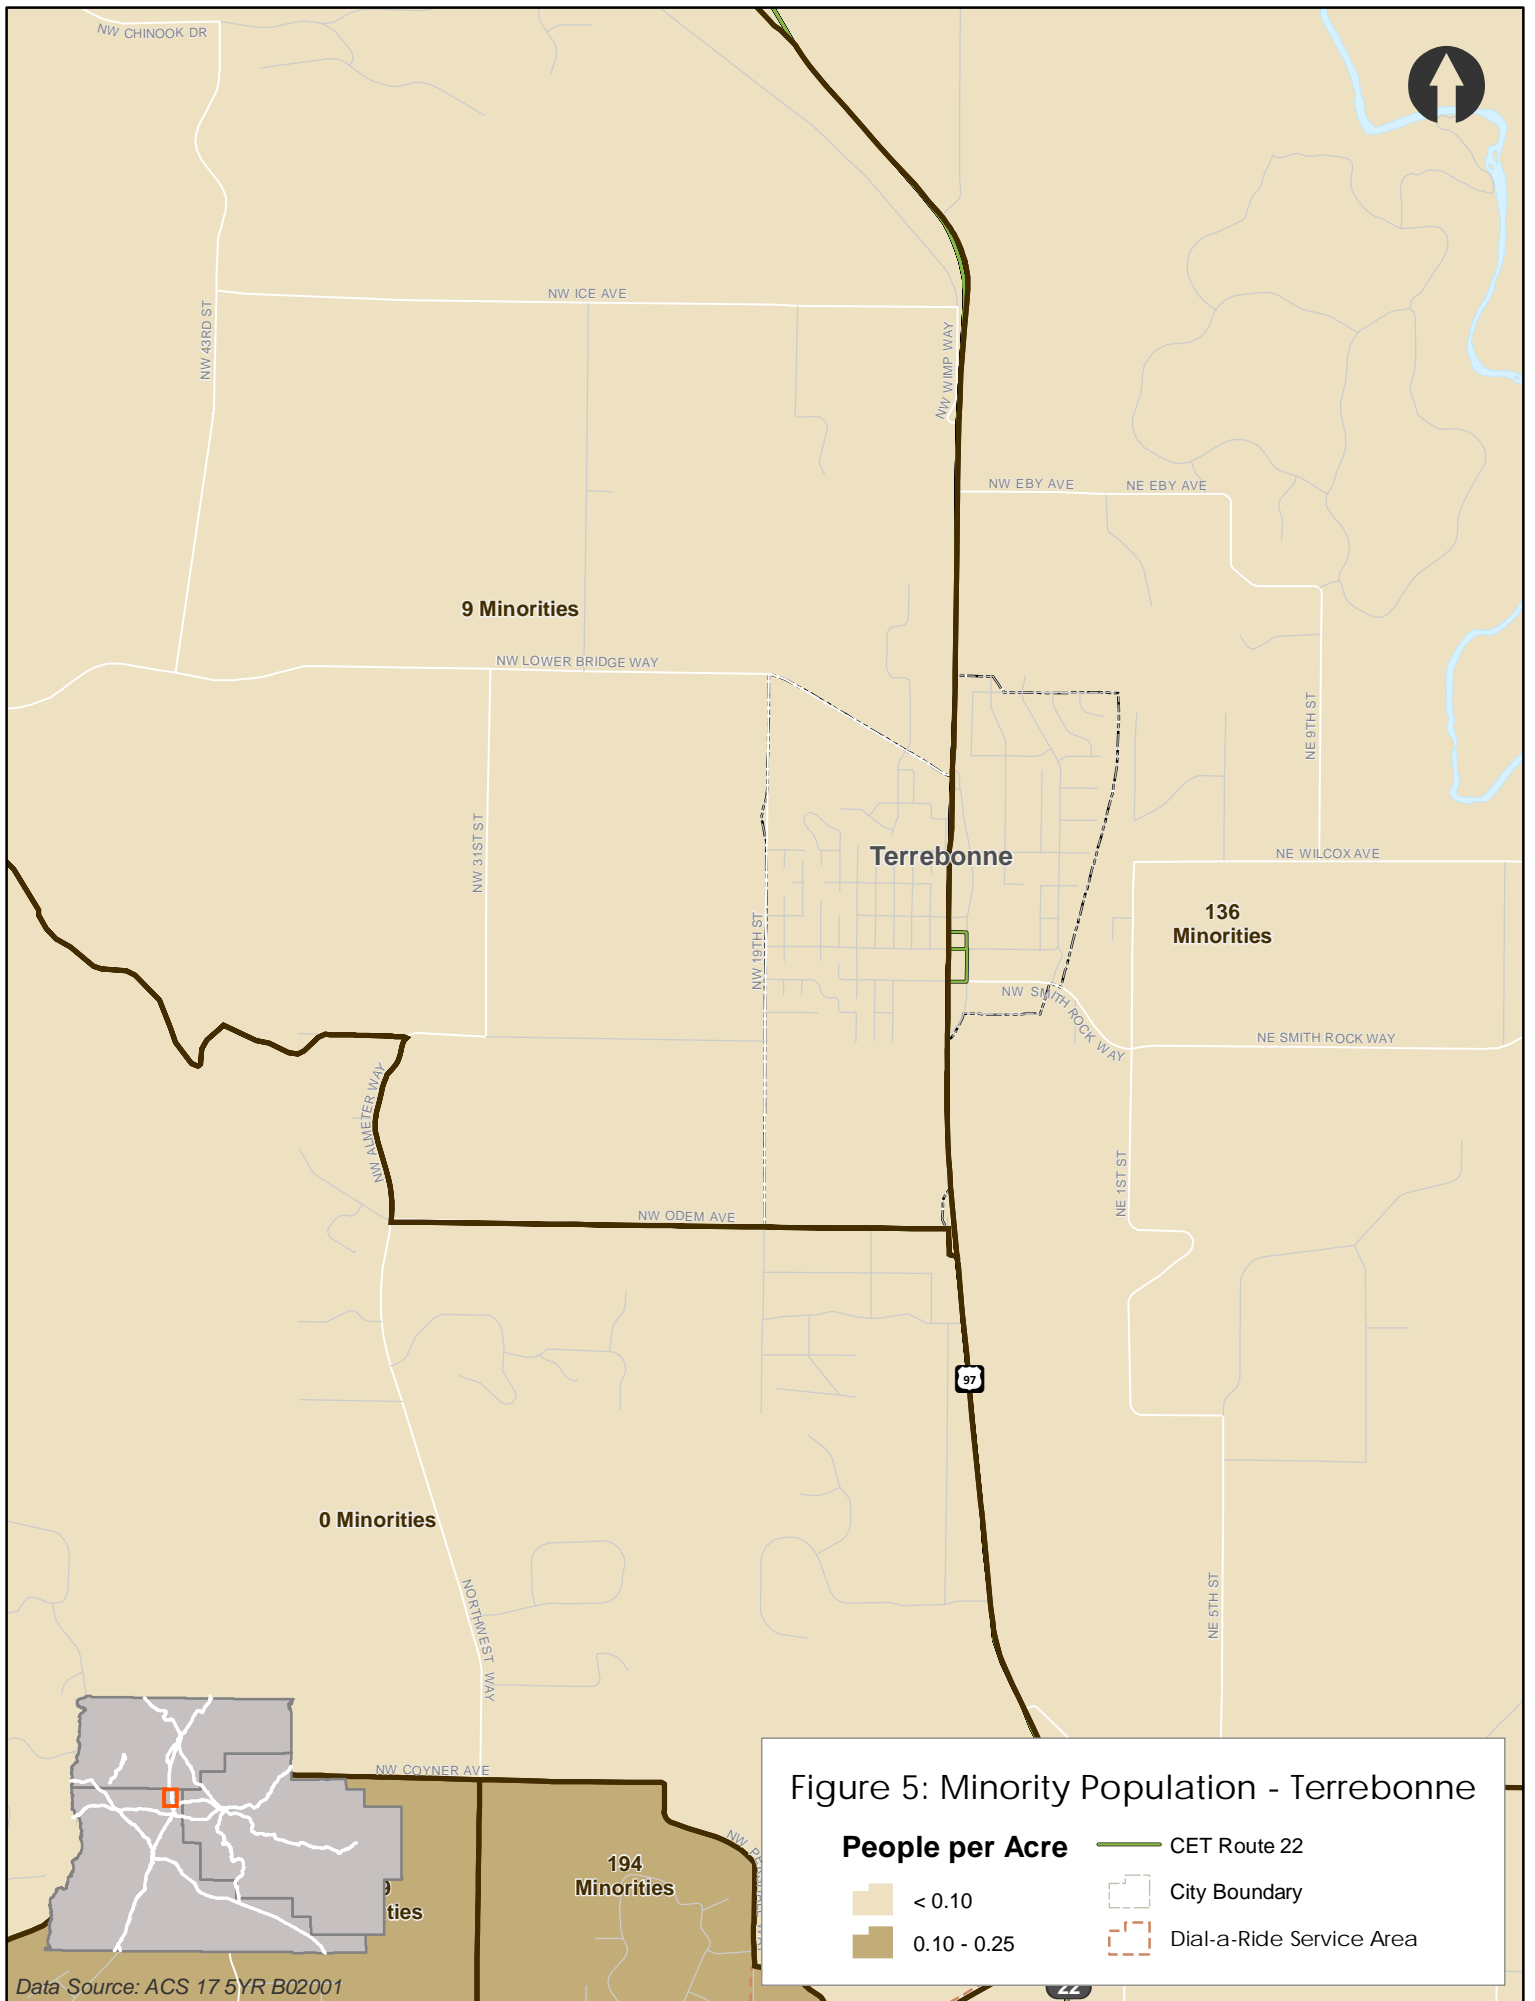 NW CHINOOK DR
NW ICE AVE
NW 43RD ST
NW WIMP WAY
NW EBY AVE
NE EBY AVE
9 Minorities
NW LOWER BRIDGE WAY
NE 9TH ST
NW 31ST ST
Terrebonne
NE WILCOX AVE
136
Minorities
NW 19TH ST
NW SMITH ROCK WAY
NE SMITH ROCK WAY
NW ALMETER WAY
NE 1ST ST
NW ODEM AVE
97
0 Minorities
NORTHWEST WAY
NE 5TH ST
NW COYNER AVE
194
Minorities
9
ties
NW
Figure 5: Minority Population - Terrebonne
People per Acre
< 0.10
0.10 - 0.25
CET Route 22
City Boundary
Dial-a-Ride Service Area
22
Data Source: ACS 17 5YR B02001